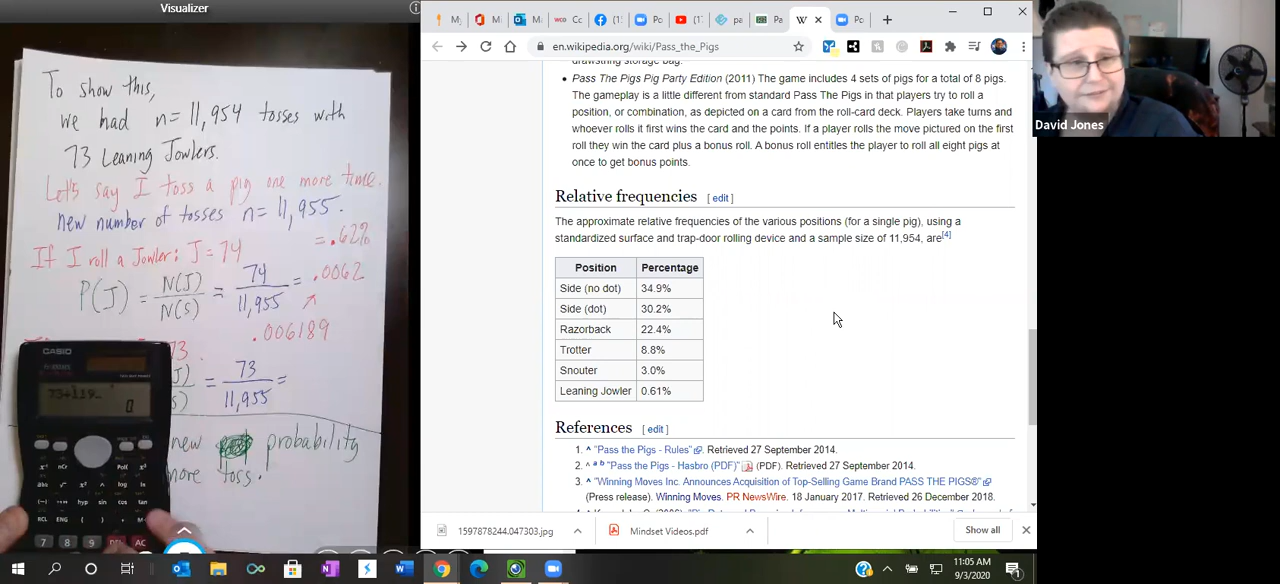 Visualizer
To show this,
we had n = 11,954 tosses with
73 Leaning Jowlers.
Let's say I toss a pig one more time.
new number of tosses n = 11,955.
If I roll a Jowler: J = 74
= .62%
P(J) = N(J)/N(S) = 74/11,955 = .0062
.006189
73
= 73/11,955 =
new probability
more toss.
CASIO
en.wikipedia.org/wiki/Pass_the_Pigs
drawstring storage bag.
• Pass The Pigs Pig Party Edition (2011) The game includes 4 sets of pigs for a total of 8 pigs.
The gameplay is a little different from standard Pass The Pigs in that players try to roll a
position, or combination, as depicted on a card from the roll-card deck. Players take turns and
whoever rolls it first wins the card and the points. If a player rolls the move pictured on the first
roll they win the card plus a bonus roll. A bonus roll entitles the player to roll all eight pigs at
once to get bonus points.
Relative frequencies [ edit ]
The approximate relative frequencies of the various positions (for a single pig), using a
standardized surface and trap-door rolling device and a sample size of 11,954, are[4]
Position Percentage
Side (no dot) 34.9%
Side (dot) 30.2%
Razorback 22.4%
Trotter 8.8%
Snouter 3.0%
Leaning Jowler 0.61%
References [ edit ]
1. ^ "Pass the Pigs - Rules". Retrieved 27 September 2014.
2. ^ a b "Pass the Pigs - Hasbro (PDF)" (PDF). Retrieved 27 September 2014.
3. ^ "Winning Moves Inc. Announces Acquisition of Top-Selling Game Brand PASS THE PIGS®"
(Press release). Winning Moves. PR NewsWire. 18 January 2017. Retrieved 26 December 2018.
1597878244.047303.jpg
Mindset Videos.pdf
Show all
11:05 AM
9/3/2020
David Jones